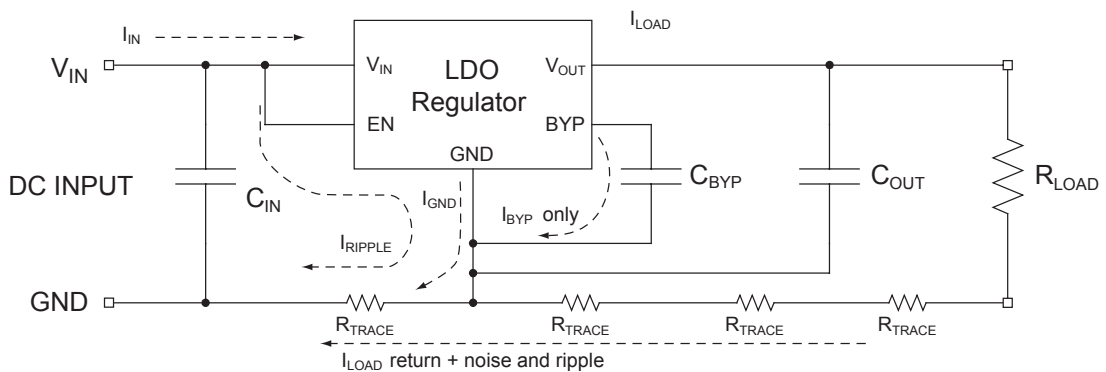 I_LOAD
I_IN
V_IN
V_IN
LDO
Regulator
V_OUT
EN
BYP
GND
DC INPUT
C_IN
I_GND
C_BYP
C_OUT
R_LOAD
I_BYP only
I_RIPPLE
GND
R_TRACE
R_TRACE
R_TRACE
R_TRACE
I_LOAD return + noise and ripple